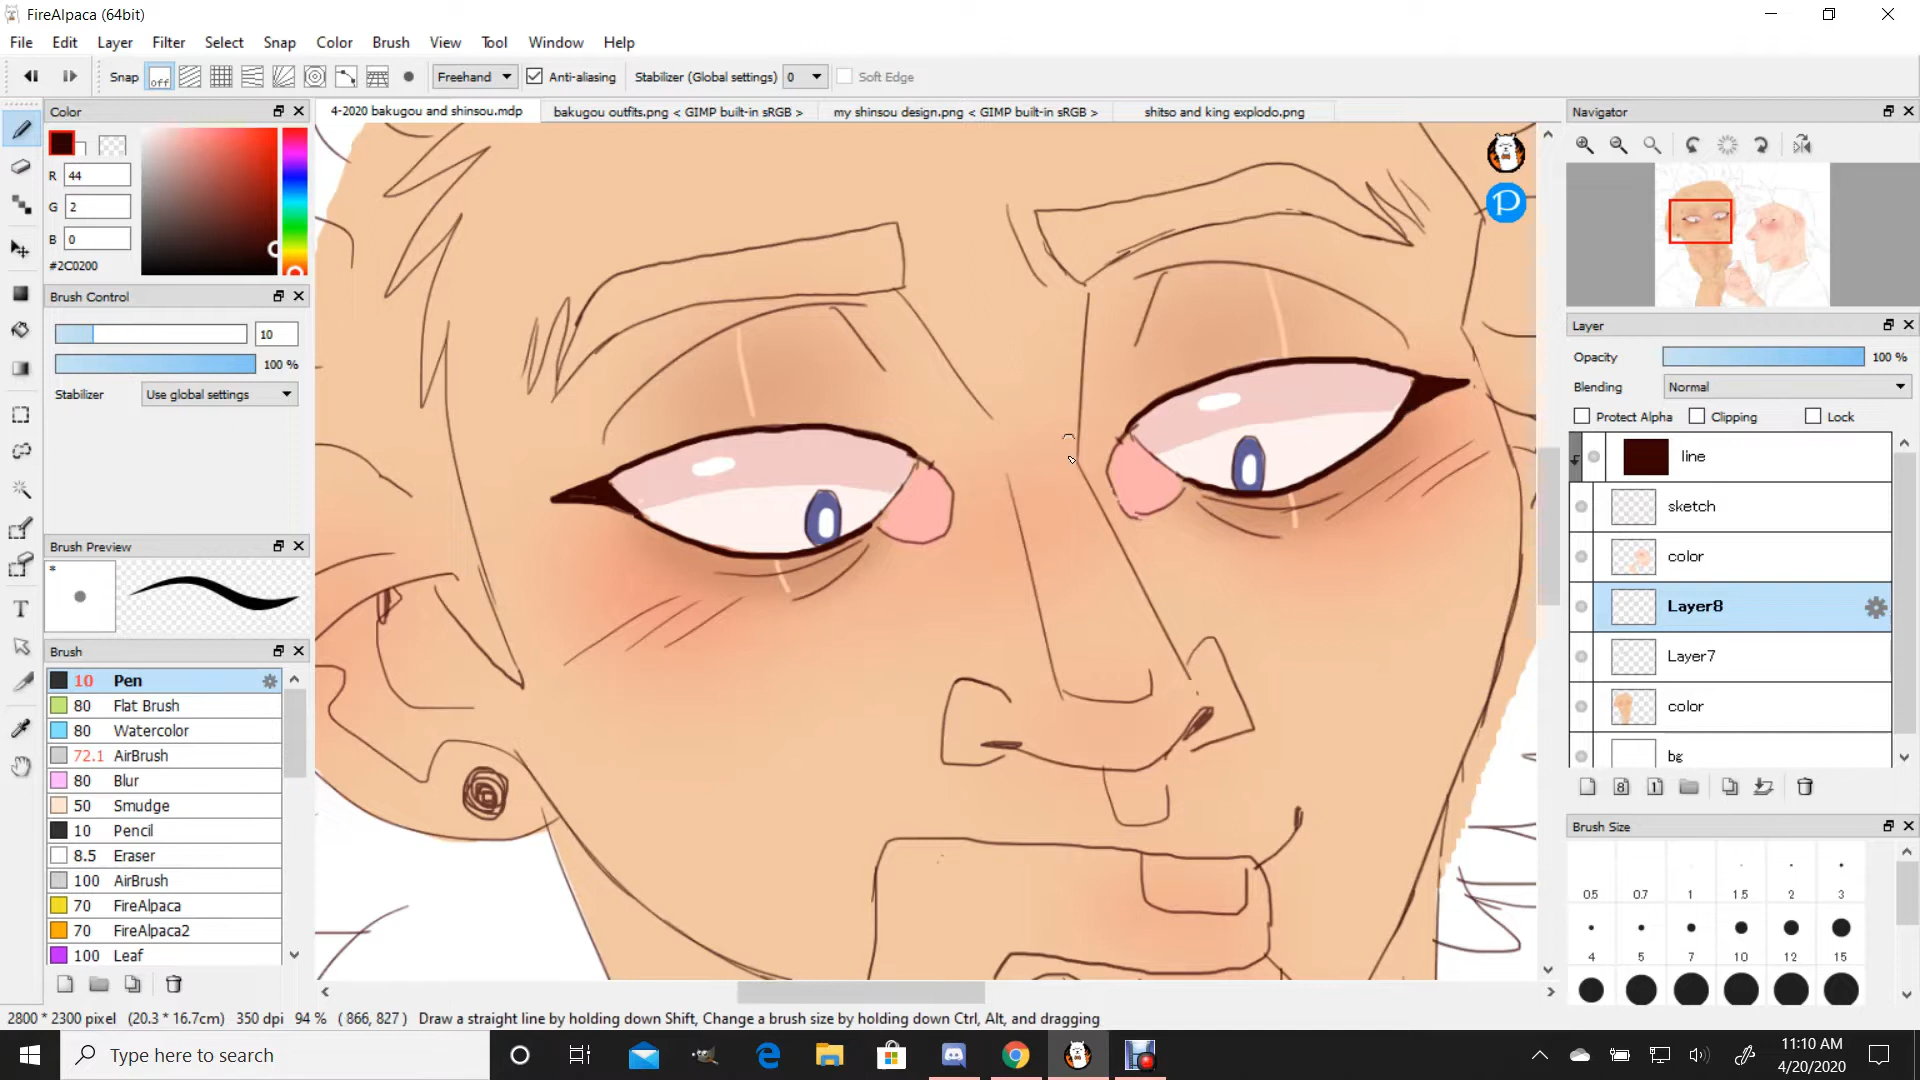 FireAlpaca (64bit)
File Edit Layer Filter Select Snap Color Brush View Tool Window Help
Snap off Freehand Anti-aliasing Stabilizer (Global settings) 0 Soft Edge
Color
4-2020 bakugou and shinsou.mdp bakugou outfits.png < GIMP built-in sRGB > my shinsou design.png < GIMP built-in sRGB > shitso and king explodo.png
Navigator
R 44
G 2
B 0
#2C0200
P
Brush Control
10
100 %
Stabilizer Use global settings
Layer
Opacity 100 %
Blending Normal
Protect Alpha Clipping Lock
line
sketch
color
Layer8
Layer7
color
bg
8 1
Brush Preview
*
Brush
10 Pen
80 Flat Brush
80 Watercolor
72.1 AirBrush
80 Blur
50 Smudge
10 Pencil
8.5 Eraser
100 AirBrush
70 FireAlpaca
70 FireAlpaca2
100 Leaf
T
Brush Size
0.5 0.7 1 1.5 2 3
4 5 7 10 12 15
2800 * 2300 pixel (20.3 * 16.7cm) 350 dpi 94 % ( 866, 827 ) Draw a straight line by holding down Shift, Change a brush size by holding down Ctrl, Alt, and dragging
Type here to search
11:10 AM
4/20/2020